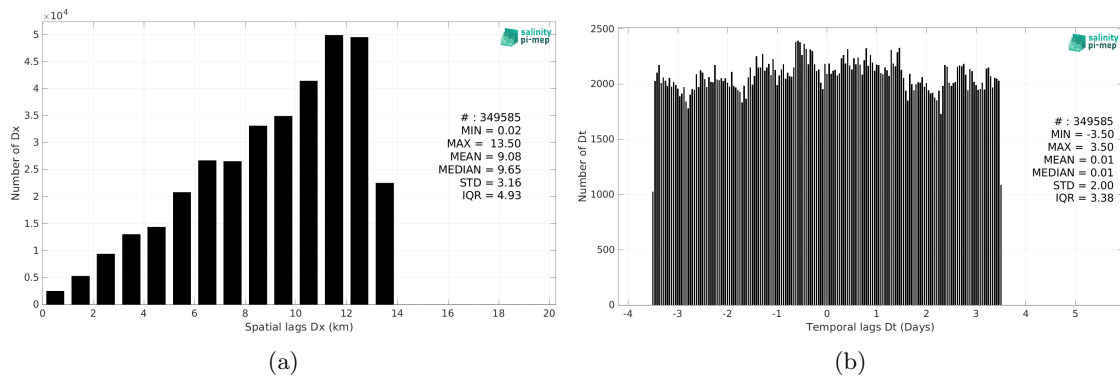 ×10⁴
5
4.5
4
3.5
3
2.5
2
1.5
1
0.5
0
Number of Dx
0 2 4 6 8 10 12 14 16 18 20
Spatial lags Dx (km)
salinity
pi-mep
# : 349585
MIN = 0.02
MAX = 13.50
MEAN = 9.08
MEDIAN = 9.65
STD = 3.16
IQR = 4.93
(a)
2500
2000
1500
1000
500
0
Number of Dt
-4 -3 -2 -1 0 1 2 3 4 5
Temporal lags Dt (Days)
salinity
pi-mep
# : 349585
MIN = -3.50
MAX = 3.50
MEAN = 0.01
MEDIAN = 0.01
STD = 2.00
IQR = 3.38
(b)